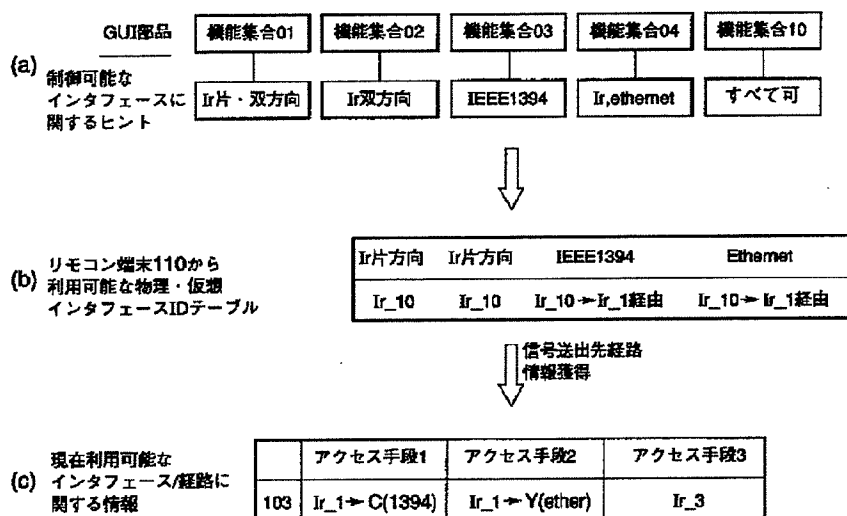 GUI部品 機能集合01 機能集合02 機能集合03 機能集合04 機能集合10
(a) 制御可能な
インタフェースに
関するヒント
Ir片・双方向 Ir双方向 IEEE1394 Ir,ethernet すべて可
(b) リモコン端末110から
利用可能な物理・仮想
インタフェースIDテーブル
Ir片方向 Ir片方向 IEEE1394 Ethernet
Ir_10 Ir_10 Ir_10→Ir_1経由 Ir_10→Ir_1経由
信号送出先経路
情報獲得
(c) 現在利用可能な
インタフェース/経路に
関する情報
アクセス手段1 アクセス手段2 アクセス手段3
103 Ir_1→C(1394) Ir_1→Y(ether) Ir_3